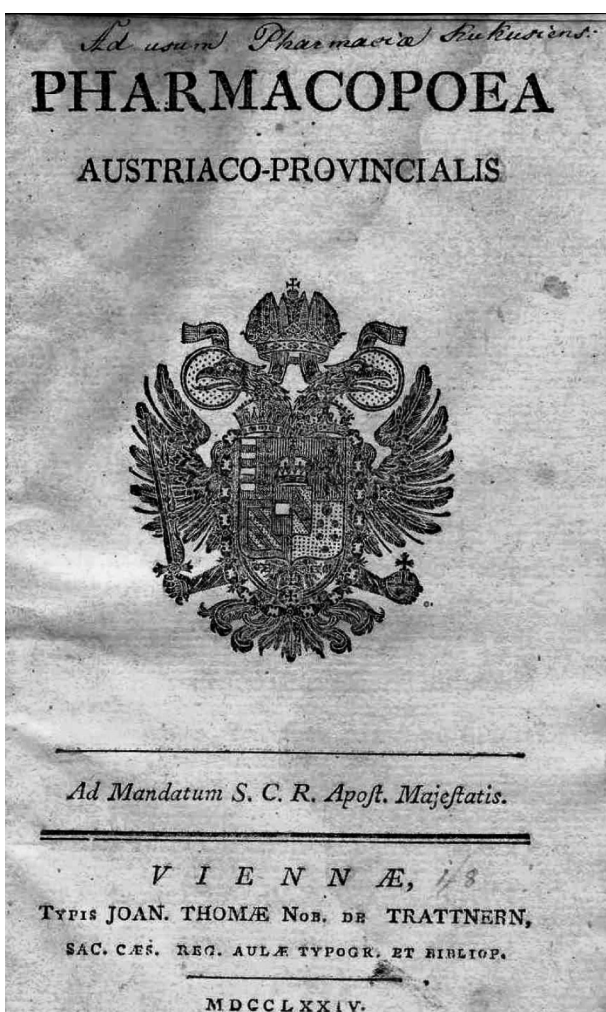 Ad usum Pharmaciæ Kukusiens:
PHARMACOPOEA
AUSTRIACO-PROVINCIALIS
Ad Mandatum S. C. R. Apoſt. Majeſtatis.
VIENNÆ,
Typis JOAN. THOMÆ Nob. de TRATTNERN,
SAC. CÆS. REG. AULÆ TYPOGR. ET BIBLIOP.
MDCCLXXIV.